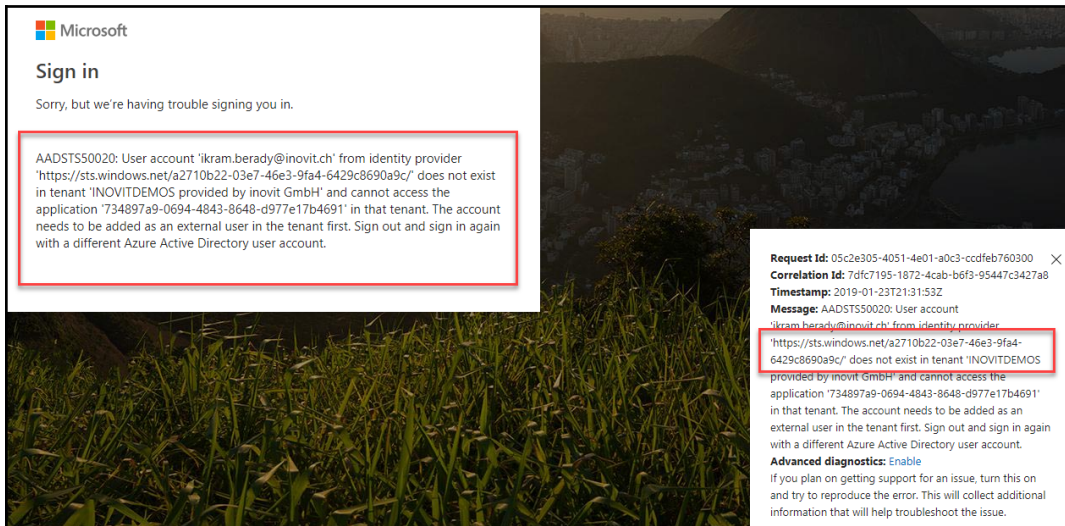 Microsoft
Sign in
Sorry, but we're having trouble signing you in.
AADSTS50020: User account 'ikram.berady@inovit.ch' from identity provider
'https://sts.windows.net/a2710b22-03e7-46e3-9fa4-6429c8690a9c/' does not exist
in tenant 'INOVITDEMOS provided by inovit GmbH' and cannot access the
application '734897a9-0694-4843-8648-d977e17b4691' in that tenant. The account
needs to be added as an external user in the tenant first. Sign out and sign in again
with a different Azure Active Directory user account.
Request Id: 05c2e305-4051-4e01-a0c3-ccdfeb760300
Correlation Id: 7dfc7195-1872-4cab-b6f3-95447c3427a8
Timestamp: 2019-01-23T21:31:53Z
Message: AADSTS50020: User account
'ikram.berady@inovit.ch' from identity provider
'https://sts.windows.net/a2710b22-03e7-46e3-9fa4-
6429c8690a9c/' does not exist in tenant 'INOVITDEMOS
provided by inovit GmbH' and cannot access the
application '734897a9-0694-4843-8648-d977e17b4691'
in that tenant. The account needs to be added as an
external user in the tenant first. Sign out and sign in again
with a different Azure Active Directory user account.
Advanced diagnostics: Enable
If you plan on getting support for an issue, turn this on
and try to reproduce the error. This will collect additional
information that will help troubleshoot the issue.